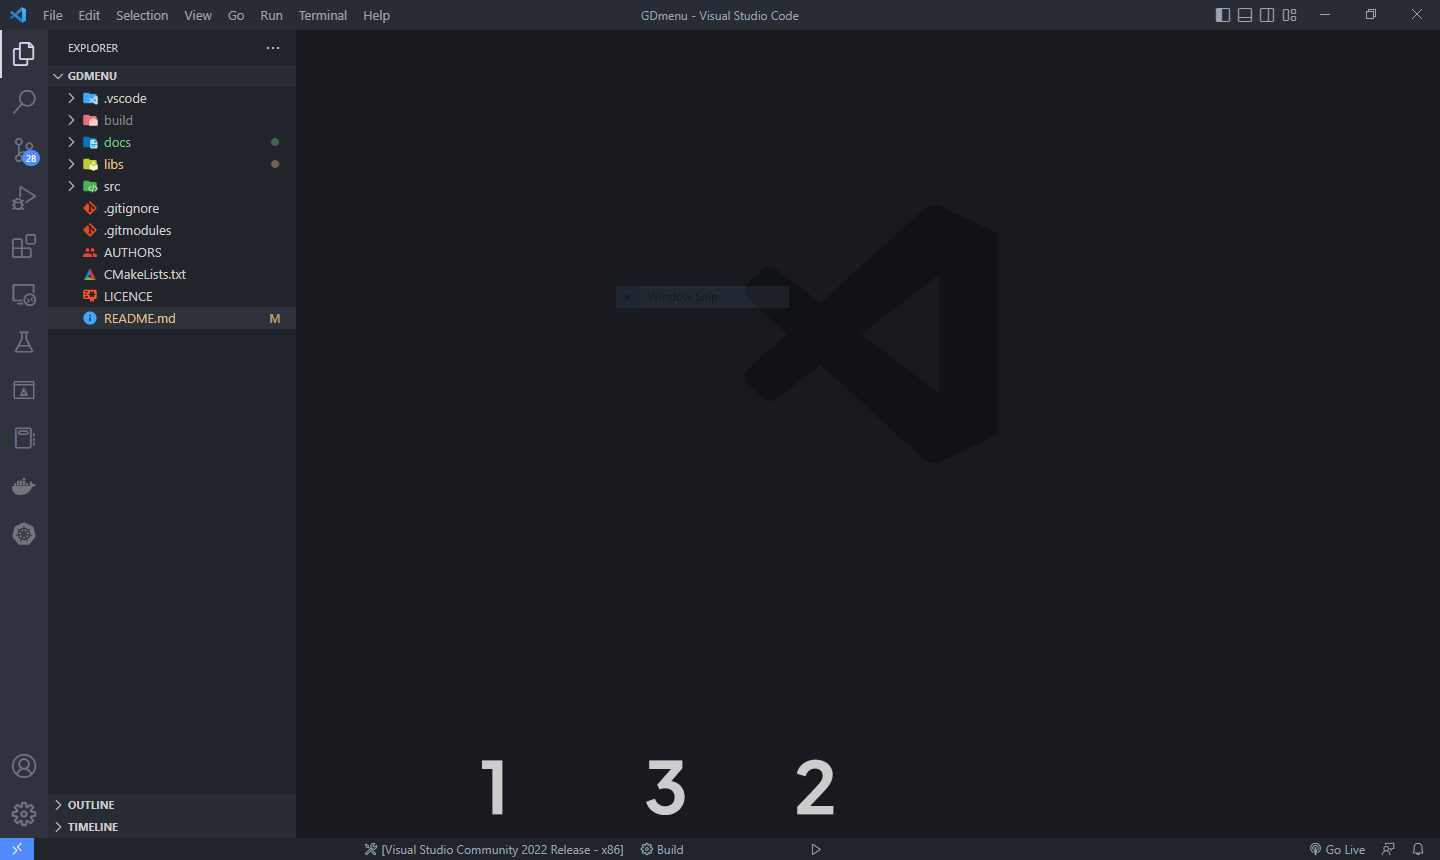 File Edit Selection View Go Run Terminal Help GDmenu - Visual Studio Code
EXPLORER
GDMENU
.vscode
build
docs
libs
src
.gitignore
.gitmodules
AUTHORS
CMakeLists.txt
LICENCE
README.md M
28
Window Snip
OUTLINE
TIMELINE
1 3 2
[Visual Studio Community 2022 Release - x86] Build Go Live